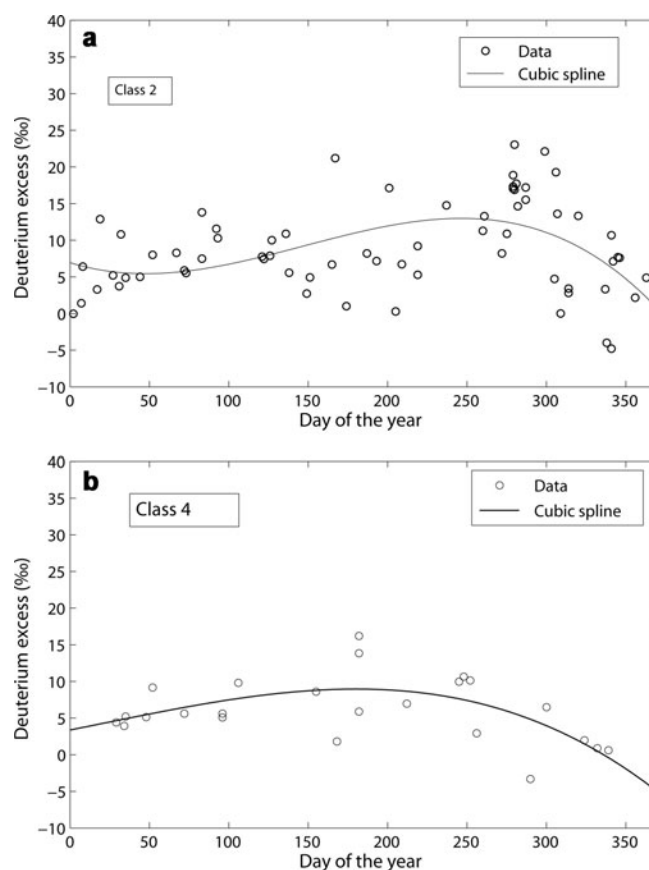 a
Class 2
Data
Cubic spline
Deuterium excess (‰)
40
35
30
25
20
15
10
5
0
−5
−10
0 50 100 150 200 250 300 350
Day of the year
b
Class 4
Data
Cubic spline
Deuterium excess (‰)
40
35
30
25
20
15
10
5
0
−5
−10
0 50 100 150 200 250 300 350
Day of the year